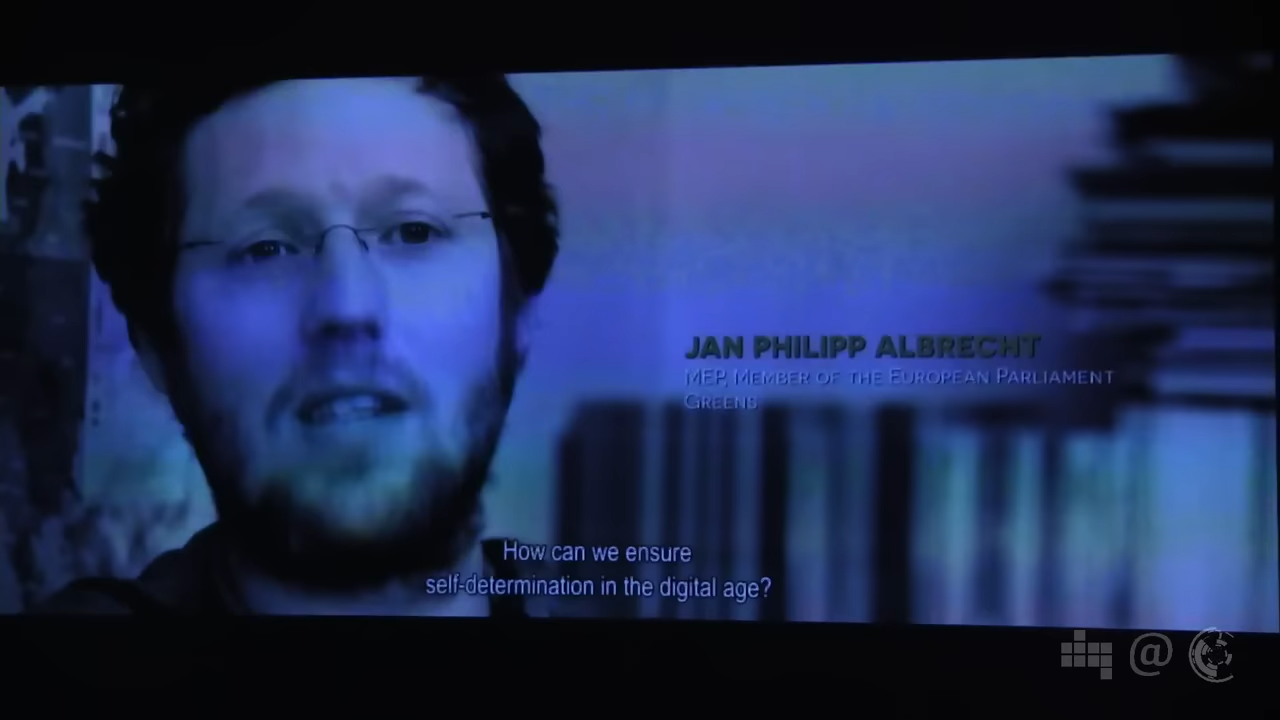 JAN PHILIPP ALBRECHT
MEP, MEMBER OF THE EUROPEAN PARLIAMENT
GREENS
How can we ensure
self-determination in the digital age?
@